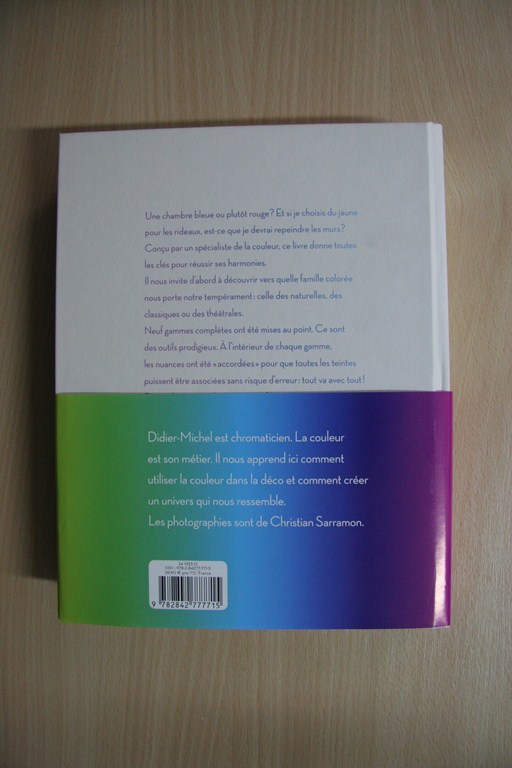 Une chambre bleue ou plutôt rouge? Et si je choisis du jaune
pour les rideaux, est-ce que je devrai repeindre les murs?
Conçu par un spécialiste de la couleur, ce livre donne toutes
les clés pour réussir ses harmonies.
Il nous invite d'abord à découvrir vers quelle famille colorée
nous porte notre tempérament: celle des naturelles, des
classiques ou des théâtrales.
Neuf gammes complètes ont été mises au point. Ce sont
des outils prodigieux. À l'intérieur de chaque gamme,
les nuances ont été «accordées» pour que toutes les teintes
puissent être associées sans risque d'erreur: tout va avec tout!
Didier-Michel est chromaticien. La couleur
est son métier. Il nous apprend ici comment
utiliser la couleur dans la déco et comment créer
un univers qui nous ressemble.
Les photographies sont de Christian Sarramon.
9 782842 777715